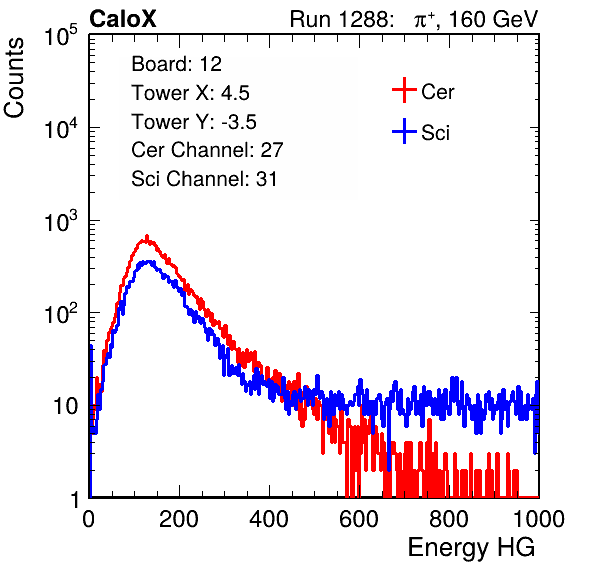 CaloX Run 1288: π⁺, 160 GeV
Counts
10⁵
10⁴
10³
10²
10
1
Board: 12
Tower X: 4.5
Tower Y: -3.5
Cer Channel: 27
Sci Channel: 31
Cer
Sci
0 200 400 600 800 1000
Energy HG